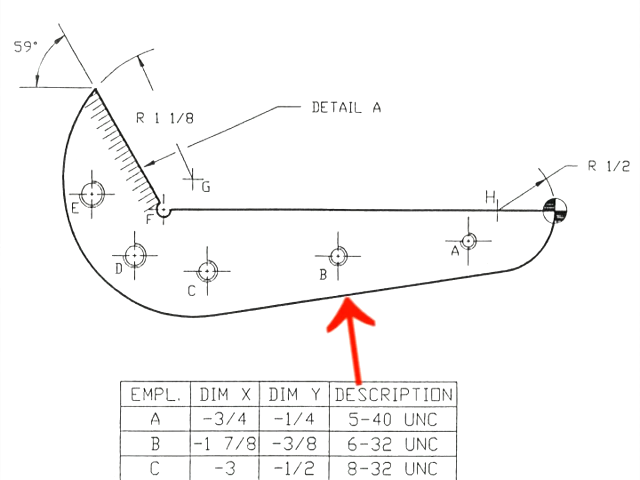 59°
R 1 1/8
DETAIL A
R 1/2
G
H
E
F
A
D
B
C
EMPL. DIM X DIM Y DESCRIPTION
A -3/4 -1/4 5-40 UNC
B -1 7/8 -3/8 6-32 UNC
C -3 -1/2 8-32 UNC